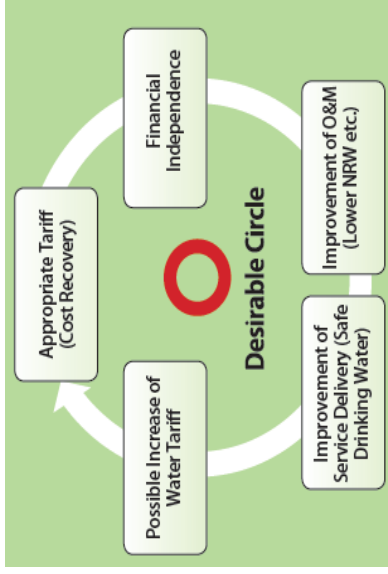 Appropriate Tariff
(Cost Recovery)
Financial
Independence
Improvement of O&M
(Lower NRW etc.)
Improvement of
Service Delivery (Safe
Drinking Water)
Possible Increase of
Water Tariff
Desirable Circle